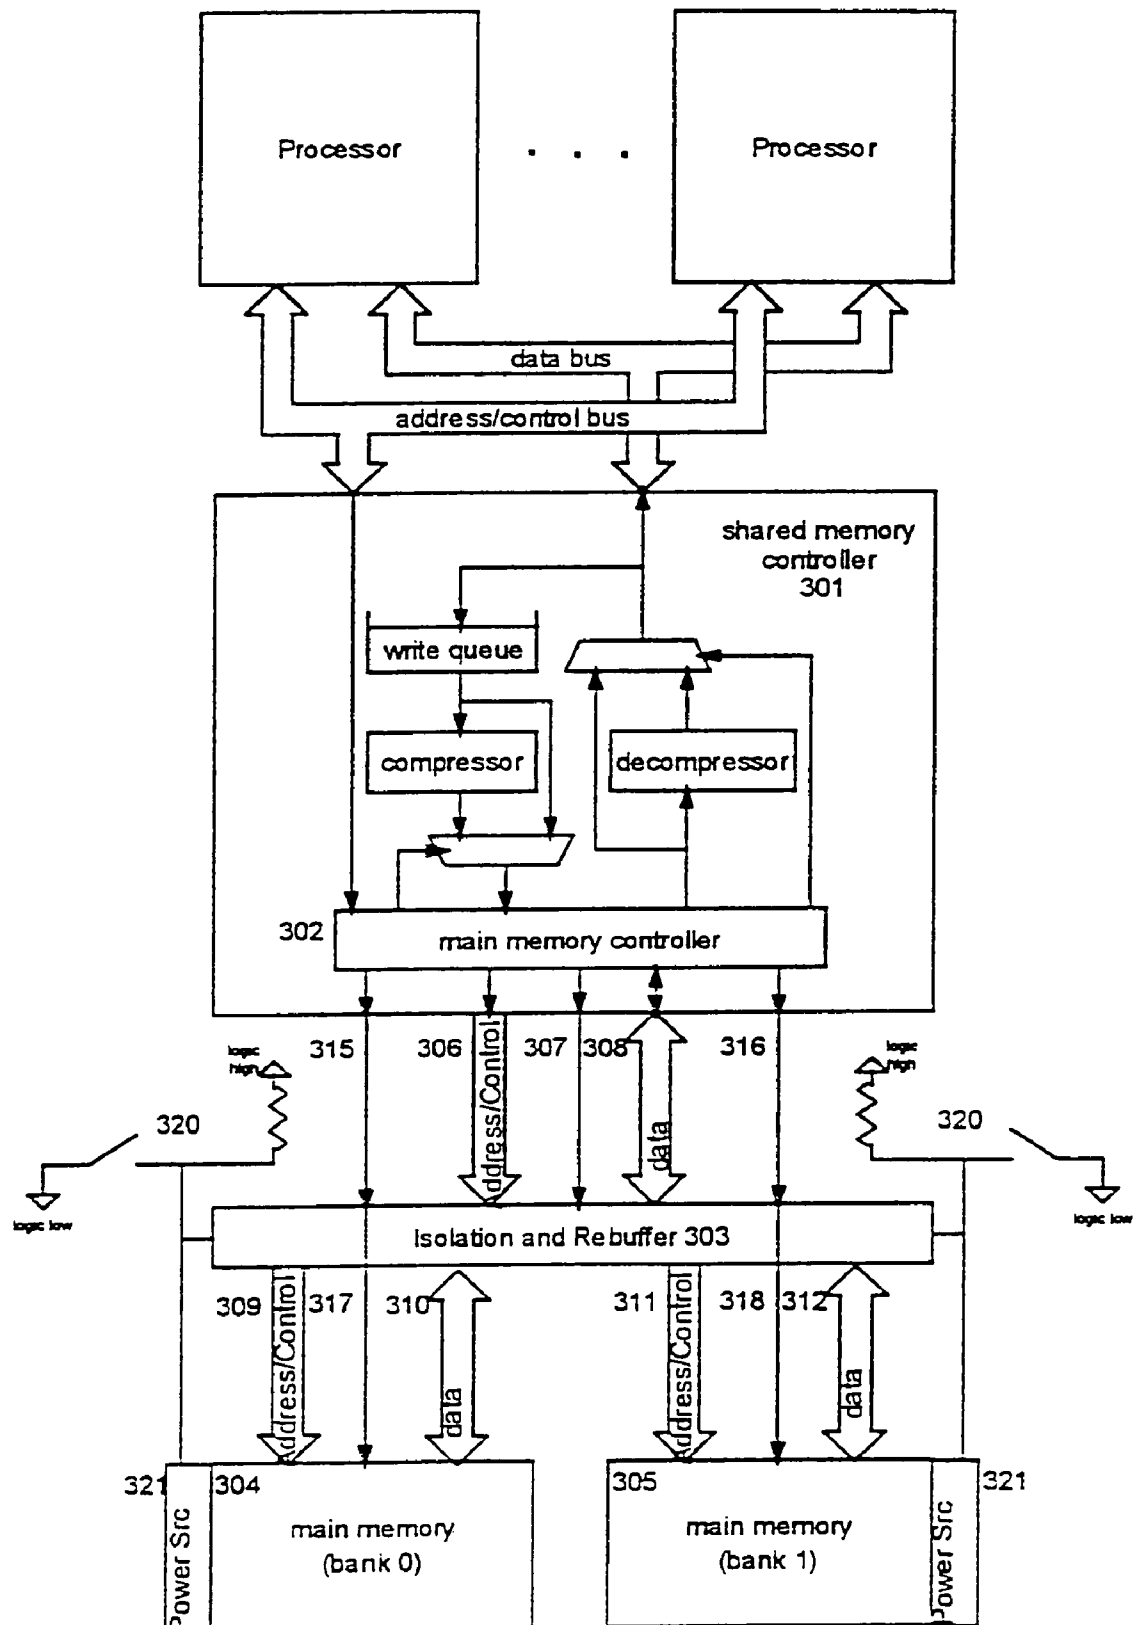 Processor
. . .
Processor
data bus
address/control bus
shared memory
controller
301
write queue
compressor
decompressor
302
main memory controller
315
306
307
308
316
logic
high
logic
high
ddress/Control
data
320
320
logic low
logic low
Isolation and Rebuffer 303
309
317
310
311
318
312
Address/Control
data
Address/Control
data
321
304
305
321
Power Src
main memory
(bank 0)
main memory
(bank 1)
Power Src